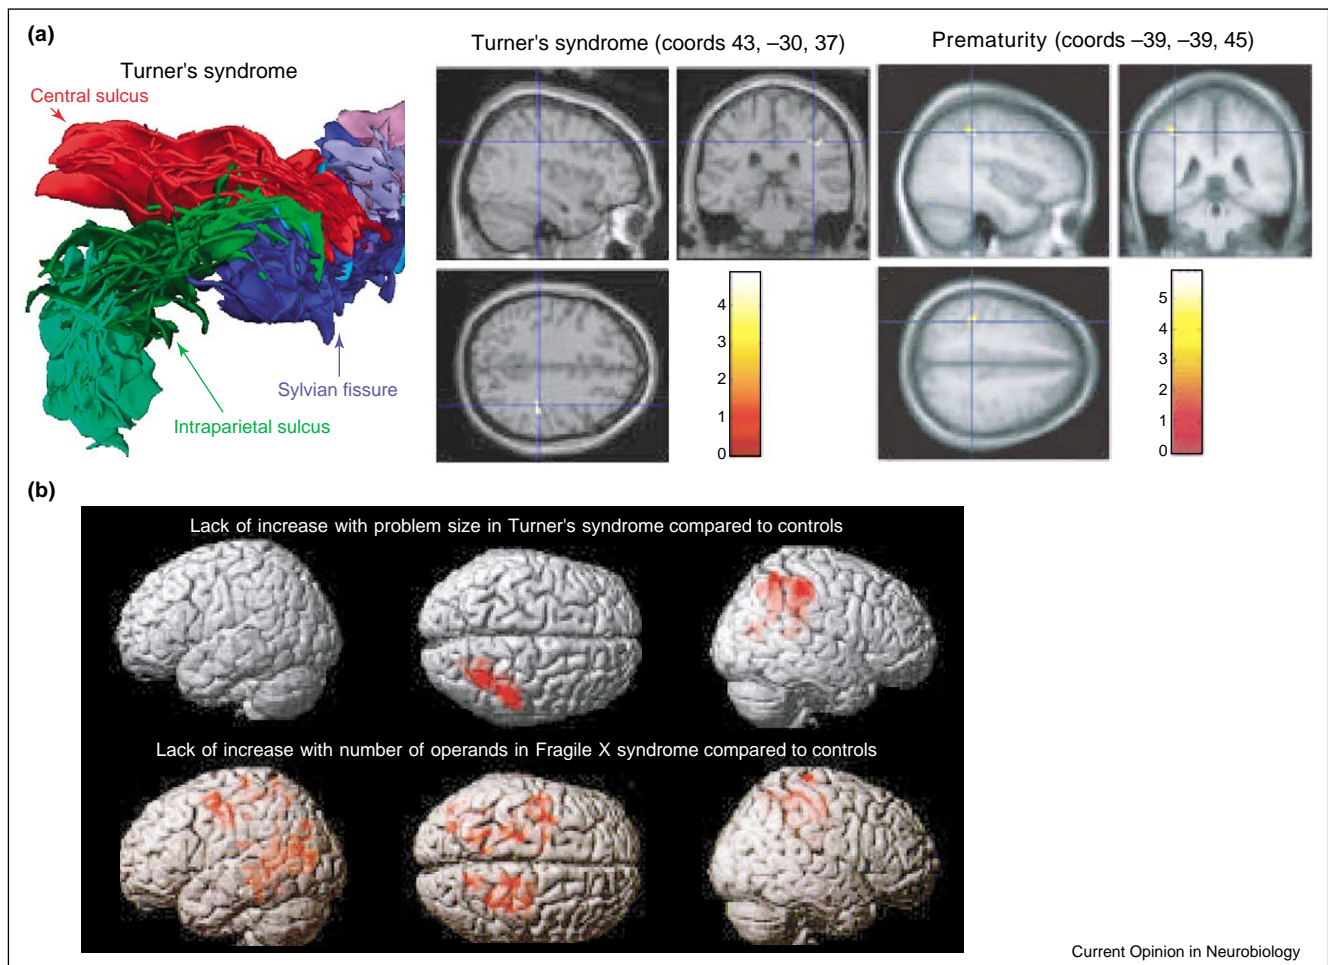 (a)
Turner's syndrome
Central sulcus
Sylvian fissure
Intraparietal sulcus
Turner's syndrome (coords 43, –30, 37)
4
3
2
1
0
Prematurity (coords –39, –39, 45)
5
4
3
2
1
0
(b)
Lack of increase with problem size in Turner's syndrome compared to controls
Lack of increase with number of operands in Fragile X syndrome compared to controls
Current Opinion in Neurobiology